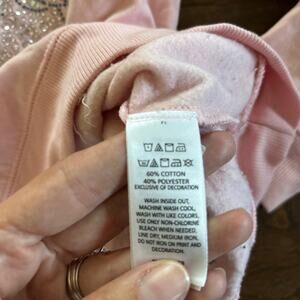 60% COTTON
40% POLYESTER
EXCLUSIVE OF DECORATION
WASH INSIDE OUT,
MACHINE WASH COOL,
WASH WITH LIKE COLORS,
USE ONLY NON-CHLORINE
BLEACH WHEN NEEDED,
LINE DRY, MEDIUM IRON,
DO NOT IRON ON PRINT AND
DECORATION.